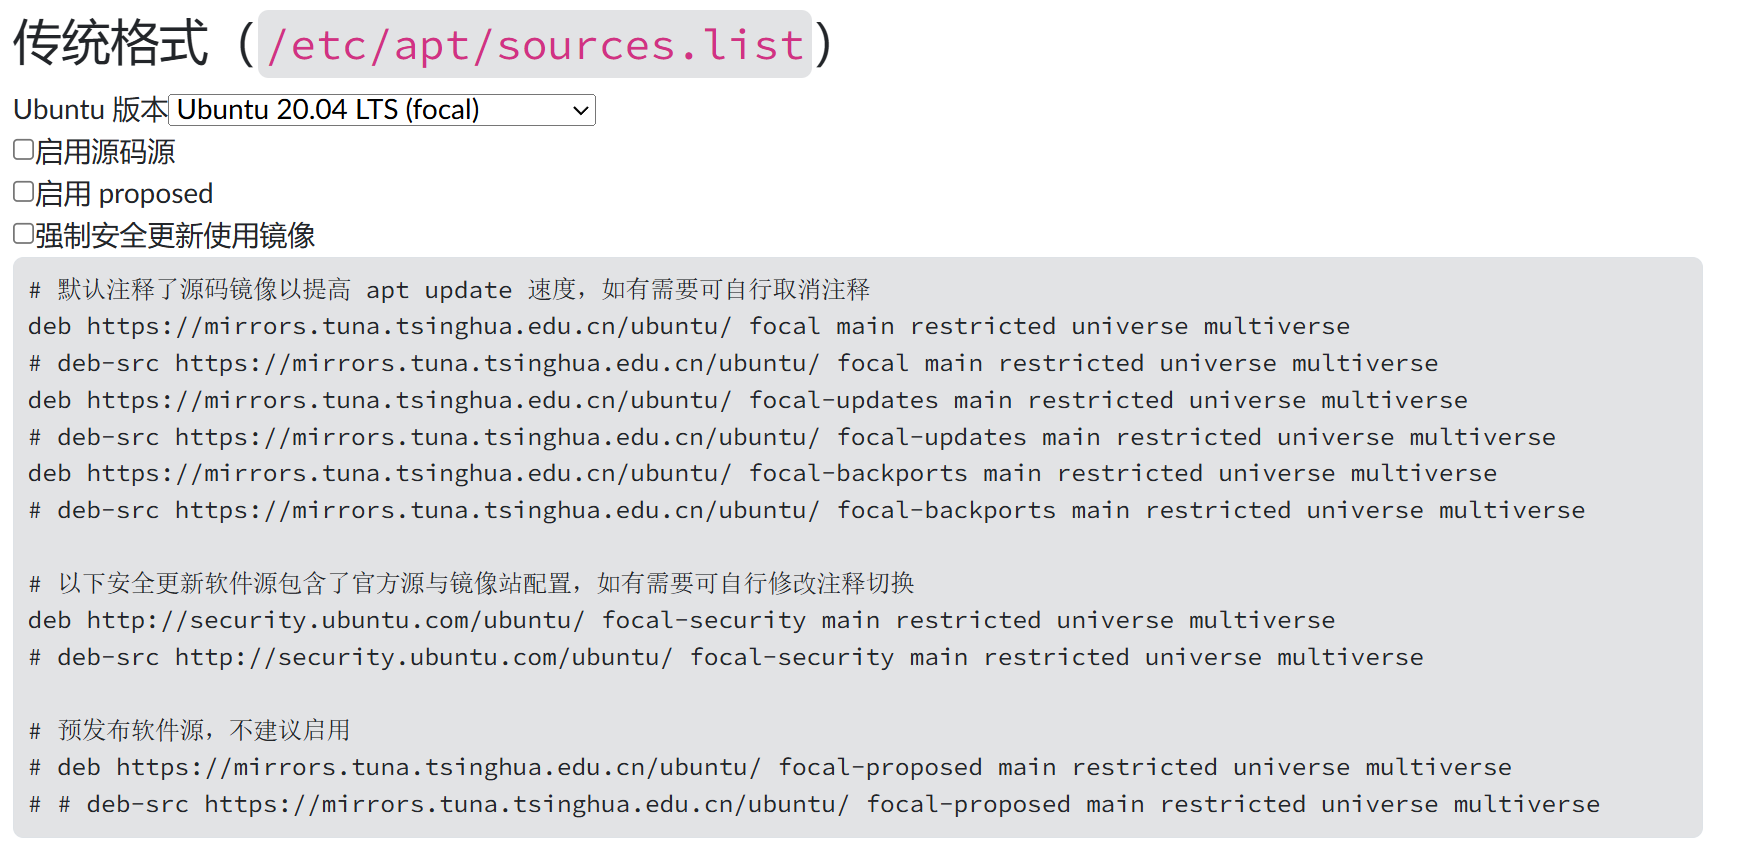 传统格式（/etc/apt/sources.list）
Ubuntu 版本 Ubuntu 20.04 LTS (focal)
启用源码源
启用 proposed
强制安全更新使用镜像
# 默认注释了源码镜像以提高 apt update 速度，如有需要可自行取消注释
deb https://mirrors.tuna.tsinghua.edu.cn/ubuntu/ focal main restricted universe multiverse
# deb-src https://mirrors.tuna.tsinghua.edu.cn/ubuntu/ focal main restricted universe multiverse
deb https://mirrors.tuna.tsinghua.edu.cn/ubuntu/ focal-updates main restricted universe multiverse
# deb-src https://mirrors.tuna.tsinghua.edu.cn/ubuntu/ focal-updates main restricted universe multiverse
deb https://mirrors.tuna.tsinghua.edu.cn/ubuntu/ focal-backports main restricted universe multiverse
# deb-src https://mirrors.tuna.tsinghua.edu.cn/ubuntu/ focal-backports main restricted universe multiverse
# 以下安全更新软件源包含了官方源与镜像站配置，如有需要可自行修改注释切换
deb http://security.ubuntu.com/ubuntu/ focal-security main restricted universe multiverse
# deb-src http://security.ubuntu.com/ubuntu/ focal-security main restricted universe multiverse
# 预发布软件源，不建议启用
# deb https://mirrors.tuna.tsinghua.edu.cn/ubuntu/ focal-proposed main restricted universe multiverse
# # deb-src https://mirrors.tuna.tsinghua.edu.cn/ubuntu/ focal-proposed main restricted universe multiverse